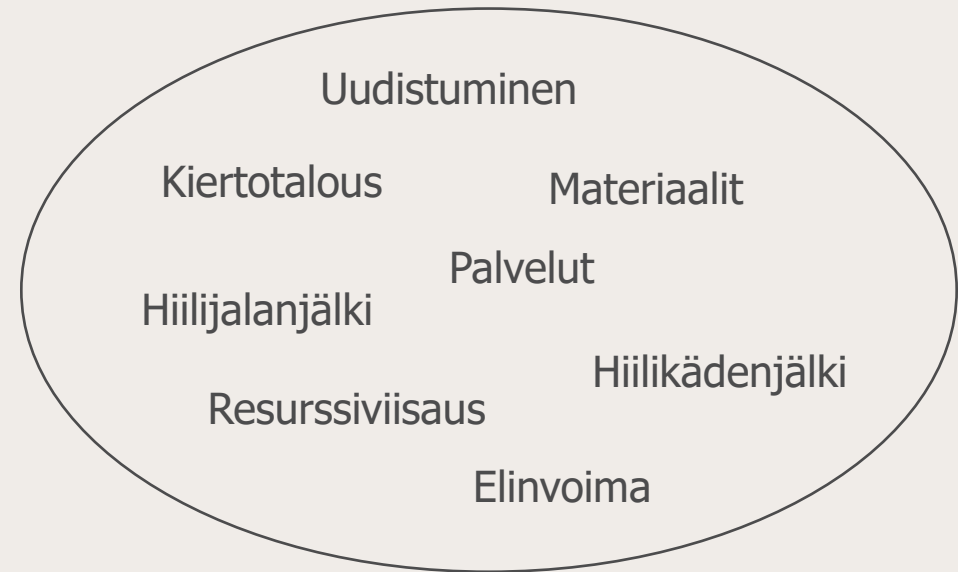 Uudistuminen
Kiertotalous
Materiaalit
Palvelut
Hiilijalanjälki
Hiilikädenjälki
Resurssiviisaus
Elinvoima